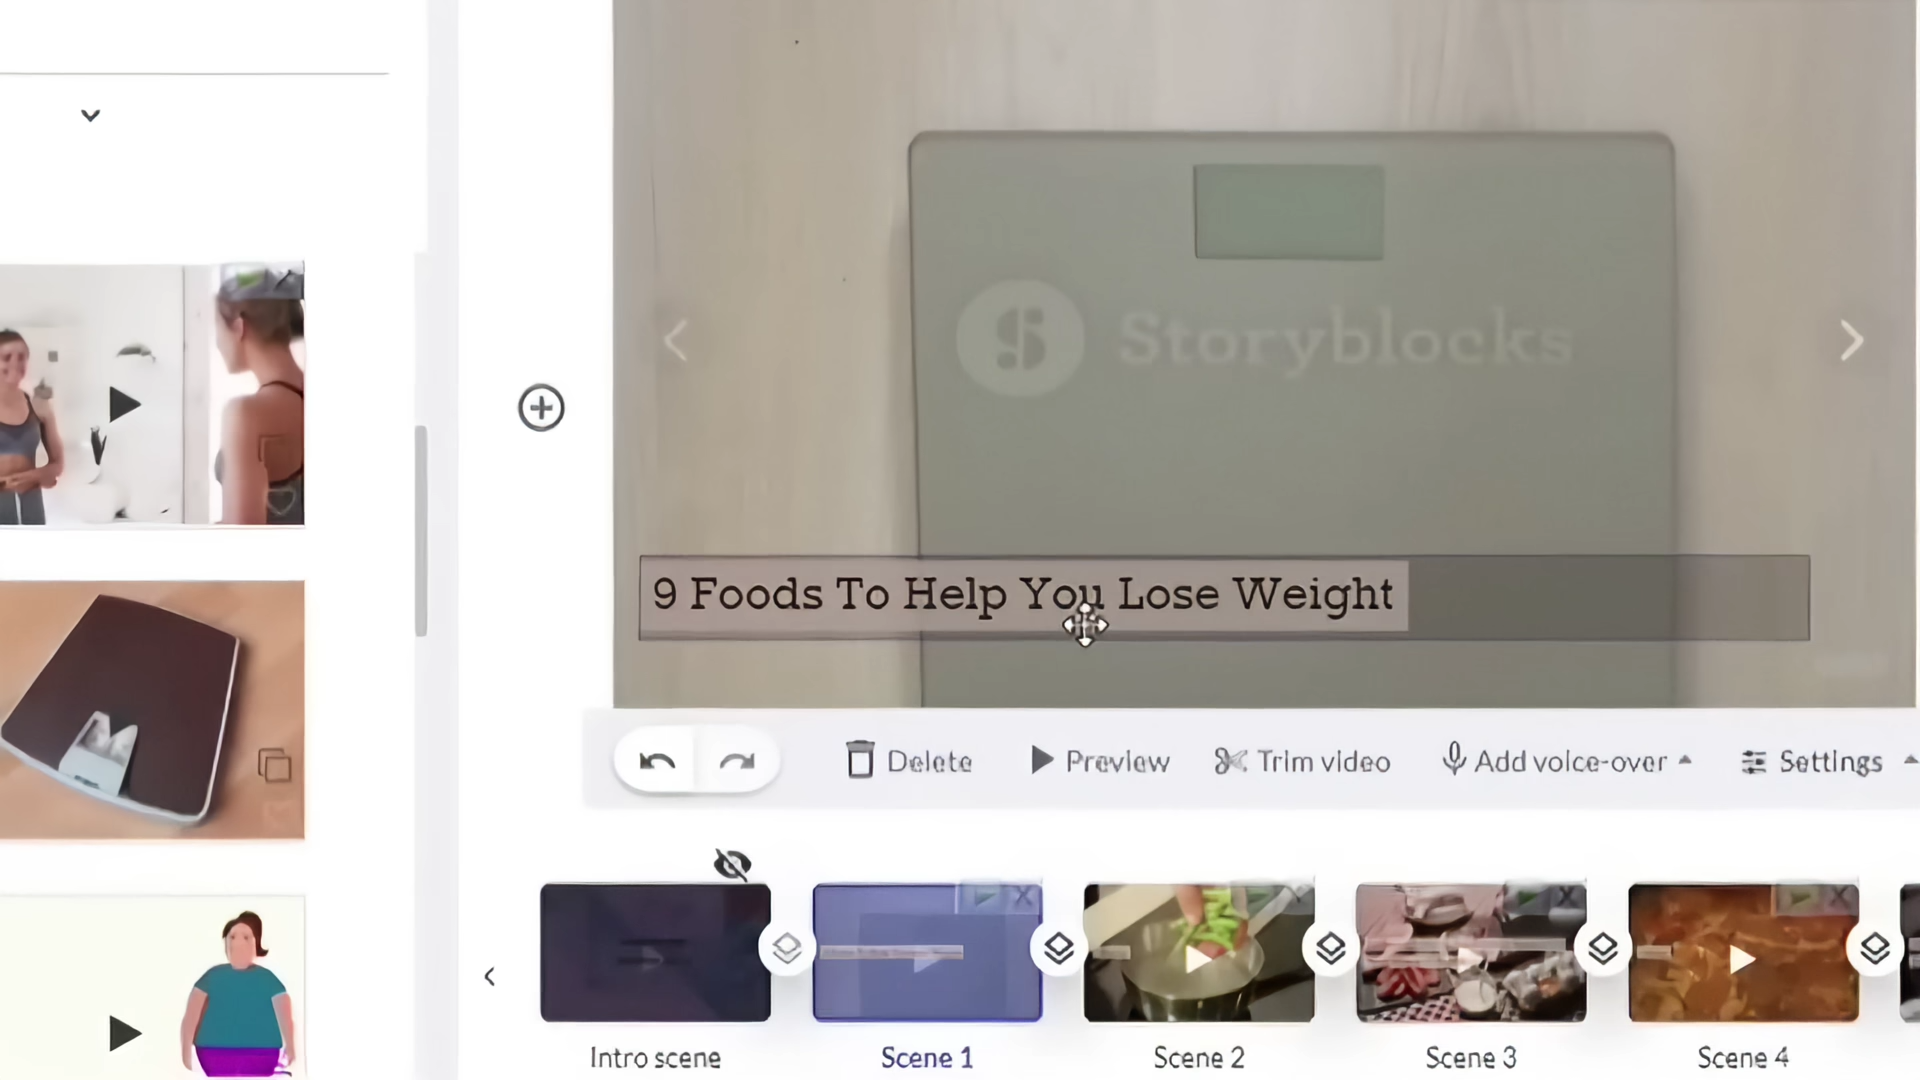 Storyblocks
9 Foods To Help You Lose Weight
Delete
Preview
Trim video
Add voice-over
Settings
Intro scene
Scene 1
Scene 2
Scene 3
Scene 4